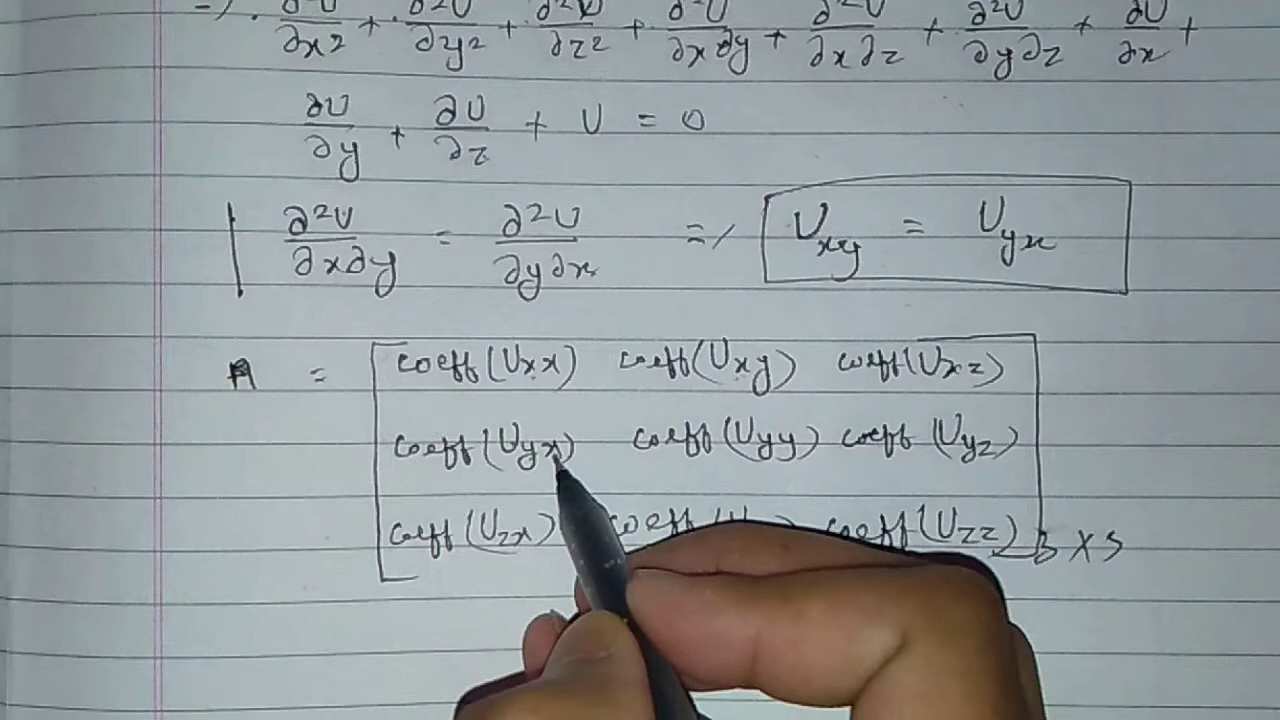 => ∂²U/∂x² + ∂²U/∂y² + ∂²U/∂z² + ∂²U/∂x∂y + ∂²U/∂x∂z + ∂²U/∂y∂z + ∂U/∂x +
∂U/∂y + ∂U/∂z + U = 0
∂²U/∂x∂y = ∂²U/∂y∂x => Uxy = Uyx
A = coeff(Uxx) coeff(Uxy) coeff(Uxz)
coeff(Uyx) coeff(Uyy) coeff(Uyz)
coeff(Uzx) coeff(U coeff(Uzz) 3×3